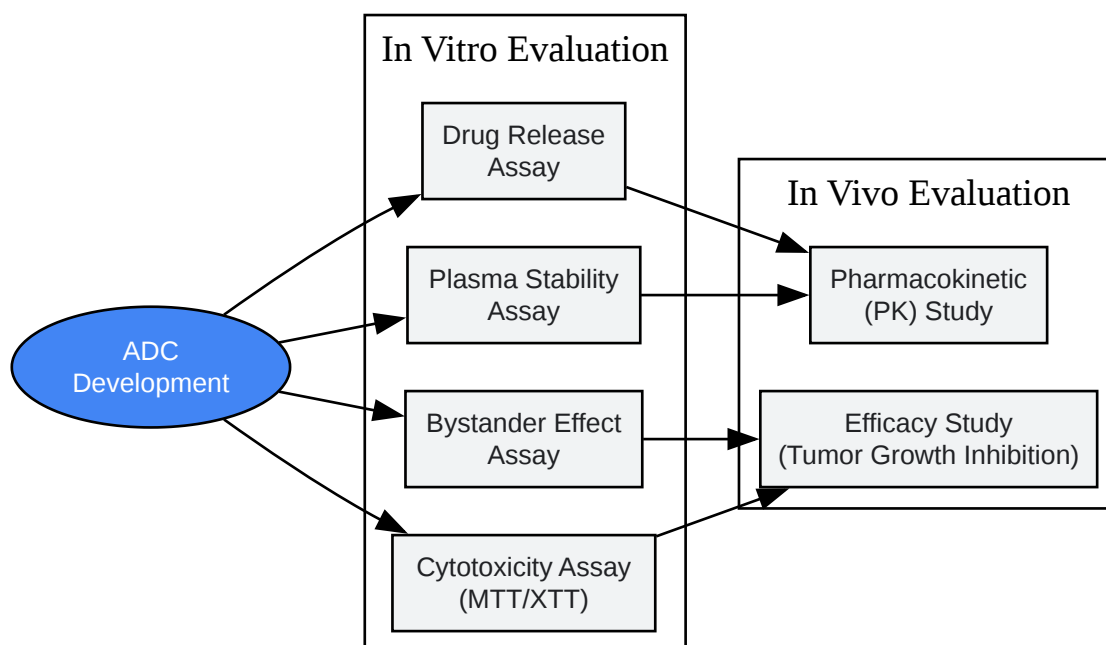 In Vitro Evaluation
Drug Release
Assay
In Vivo Evaluation
Plasma Stability
Assay
Pharmacokinetic
(PK) Study
ADC
Development
Bystander Effect
Assay
Efficacy Study
(Tumor Growth Inhibition)
Cytotoxicity Assay
(MTT/XTT)